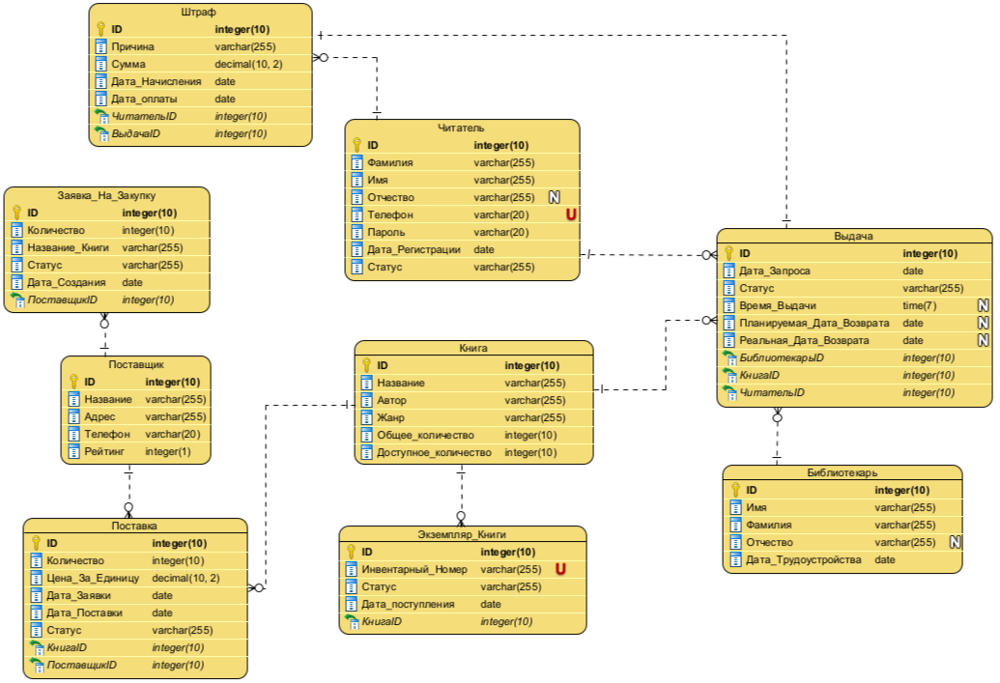 Штраф
ID integer(10)
Причина varchar(255)
Сумма decimal(10, 2)
Дата_Начисления date
Дата_оплаты date
ЧитательID integer(10)
ВыдачаID integer(10)
Читатель
ID integer(10)
Фамилия varchar(255)
Имя varchar(255)
Отчество varchar(255) N
Телефон varchar(20) U
Пароль varchar(20)
Дата_Регистрации date
Статус varchar(255)
Заявка_На_Закупку
ID integer(10)
Количество integer(10)
Название_Книги varchar(255)
Статус varchar(255)
Дата_Создания date
ПоставщикID integer(10)
Выдача
ID integer(10)
Дата_Запроса date
Статус varchar(255)
Время_Выдачи time(7) N
Планируемая_Дата_Возврата date N
Реальная_Дата_Возврата date N
БиблиотекарьID integer(10)
КнигаID integer(10)
ЧитательID integer(10)
Поставщик
ID integer(10)
Название varchar(255)
Адрес varchar(255)
Телефон varchar(20)
Рейтинг integer(1)
Книга
ID integer(10)
Название varchar(255)
Автор varchar(255)
Жанр varchar(255)
Общее_количество integer(10)
Доступное_количество integer(10)
Библиотекарь
ID integer(10)
Имя varchar(255)
Фамилия varchar(255)
Отчество varchar(255) N
Дата_Трудоустройства date
Поставка
ID integer(10)
Количество integer(10)
Цена_За_Единицу decimal(10, 2)
Дата_Заявки date
Дата_Поставки date
Статус varchar(255)
КнигаID integer(10)
ПоставщикID integer(10)
Экземпляр_Книги
ID integer(10)
Инвентарный_Номер varchar(255) U
Статус varchar(255)
Дата_поступления date
КнигаID integer(10)